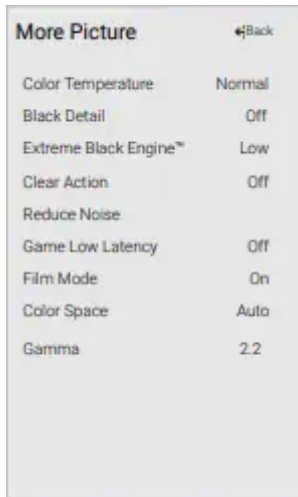 More Picture Back
Color Temperature Normal
Black Detail Off
Extreme Black Engine™ Low
Clear Action Off
Reduce Noise
Game Low Latency Off
Film Mode On
Color Space Auto
Gamma 2.2